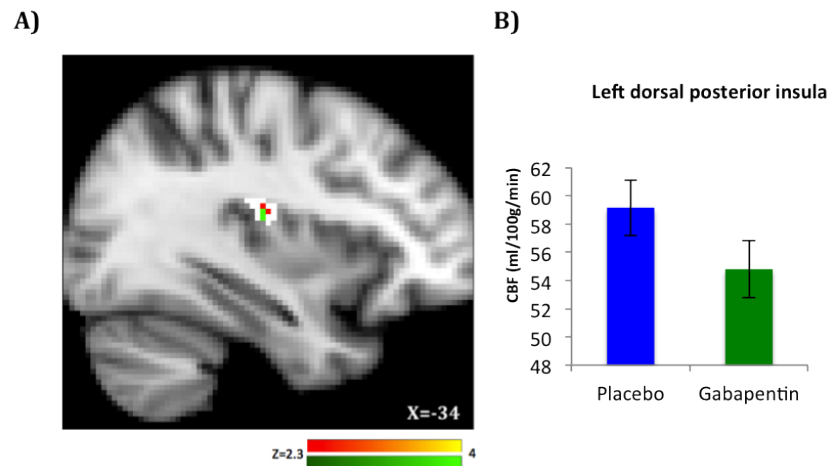 A)
X=-34
Z=2.3 4
B)
Left dorsal posterior insula
CBF (ml/100g/min)
62
60
58
56
54
52
50
48
Placebo Gabapentin